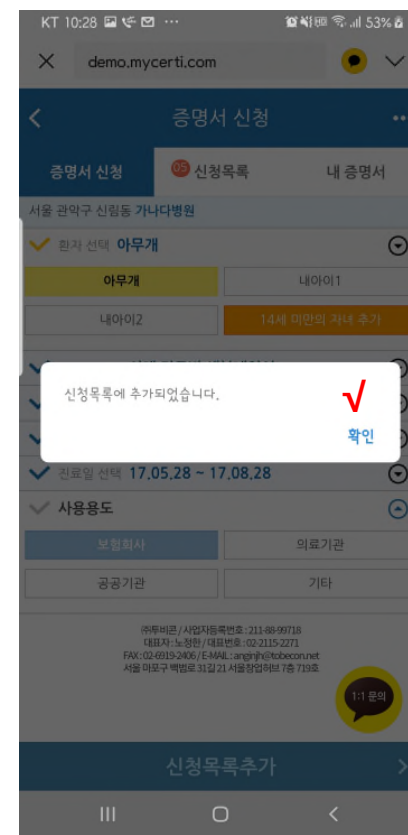 KT 10:28 ··· 53%
demo.mycerti.com
증명서 신청
증명서 신청 05 신청목록 내 증명서
서울 관악구 신림동 가나다병원
환자 선택 아무개
아무개 내아이1
내아이2 14세 미만의 자녀 추가
신청목록에 추가되었습니다.
√
확인
진료일 선택 17.05.28 ~ 17.08.28
사용용도
보험회사 의료기관
공공기관 기타
㈜투비콘 / 사업자등록번호 : 211-88-99718
대표자 : 노정한 / 대표번호 : 02-2115-2271
FAX : 02-6919-2406 / E-MAIL : anginjh@tobecon.net
서울 마포구 백범로 31길 21 서울창업허브 7층 719호
1:1 문의
신청목록추가